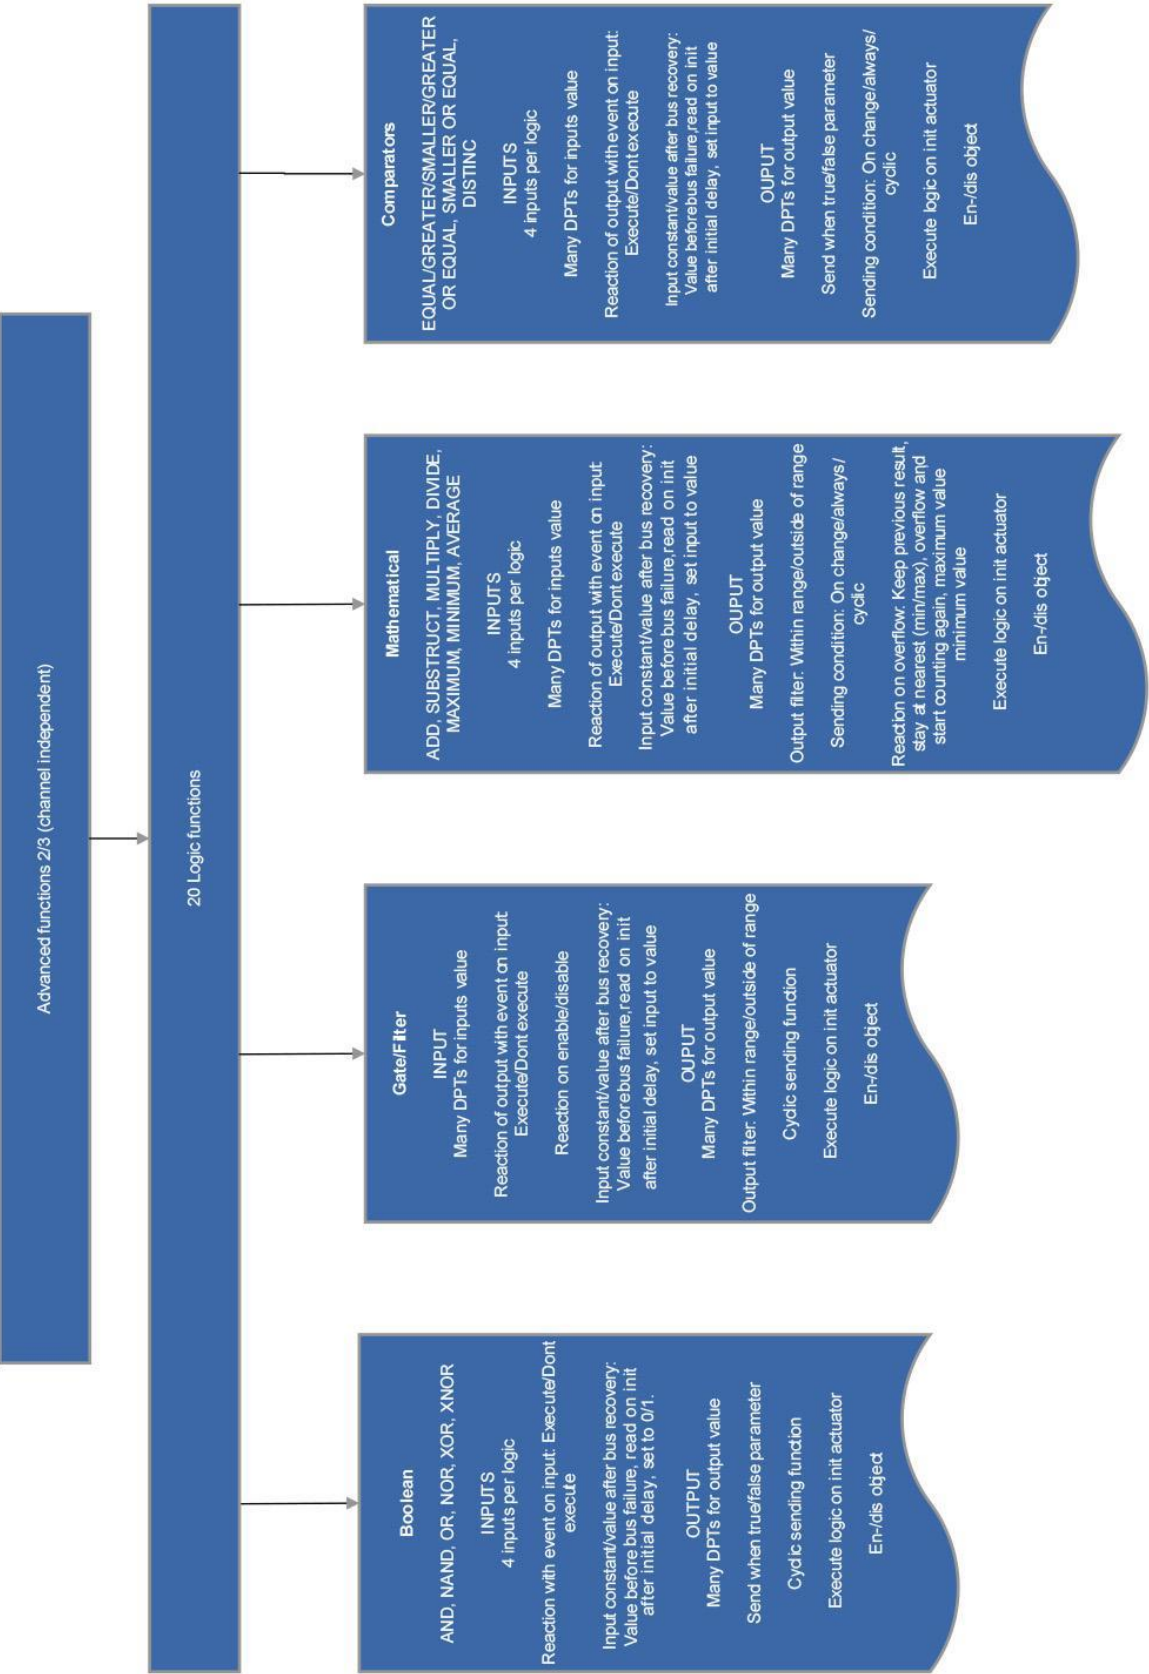 Advanced functions 2/3 (channel independent)
20 Logic functions
Boolean
AND, NAND, OR, NOR, XOR, XNOR
INPUTS
4 inputs per logic
Reaction with event on input: Execute/Dont
execute
Input constant/value after bus recovery:
Value before bus failure, read on init
after initial delay, set to 0/1.
OUTPUT
Many DPTs for output value
Send when true/false parameter
Cyclic sending function
Execute logic on init actuator
En-/dis object
Gate/Filter
INPUT
Many DPTs for inputs value
Reaction of output with event on input:
Execute/Dont execute
Reaction on enable/disable
Input constant/value after bus recovery:
Value before bus failure,read on init
after initial delay, set input to value
OUPUT
Many DPTs for output value
Output filter: Within range/outside of range
Cyclic sending function
Execute logic on init actuator
En-/dis object
Mathematical
ADD, SUBSTRUCT, MULTIPLY, DIVIDE,
MAXIMUM, MINIMUM, AVERAGE
INPUTS
4 inputs per logic
Many DPTs for inputs value
Reaction of output with event on input:
Execute/Dont execute
Input constant/value after bus recovery:
Value before bus failure,read on init
after initial delay, set input to value
OUPUT
Many DPTs for output value
Output filter: Within range/outside of range
Sending condition: On change/always/
cyclic
Reaction on overflow: Keep previous result,
stay at nearest (min/max), overflow and
start counting again, maximum value
minimum value
Execute logic on init actuator
En-/dis object
Comparators
EQUAL/GREATER/SMALLER/GREATER
OR EQUAL, SMALLER OR EQUAL,
DISTINC
INPUTS
4 inputs per logic
Many DPTs for inputs value
Reaction of output with event on input:
Execute/Dont execute
Input constant/value after bus recovery:
Value before bus failure,read on init
after initial delay, set input to value
OUPUT
Many DPTs for output value
Send when true/false parameter
Sending condition: On change/always/
cyclic
Execute logic on init actuator
En-/dis object